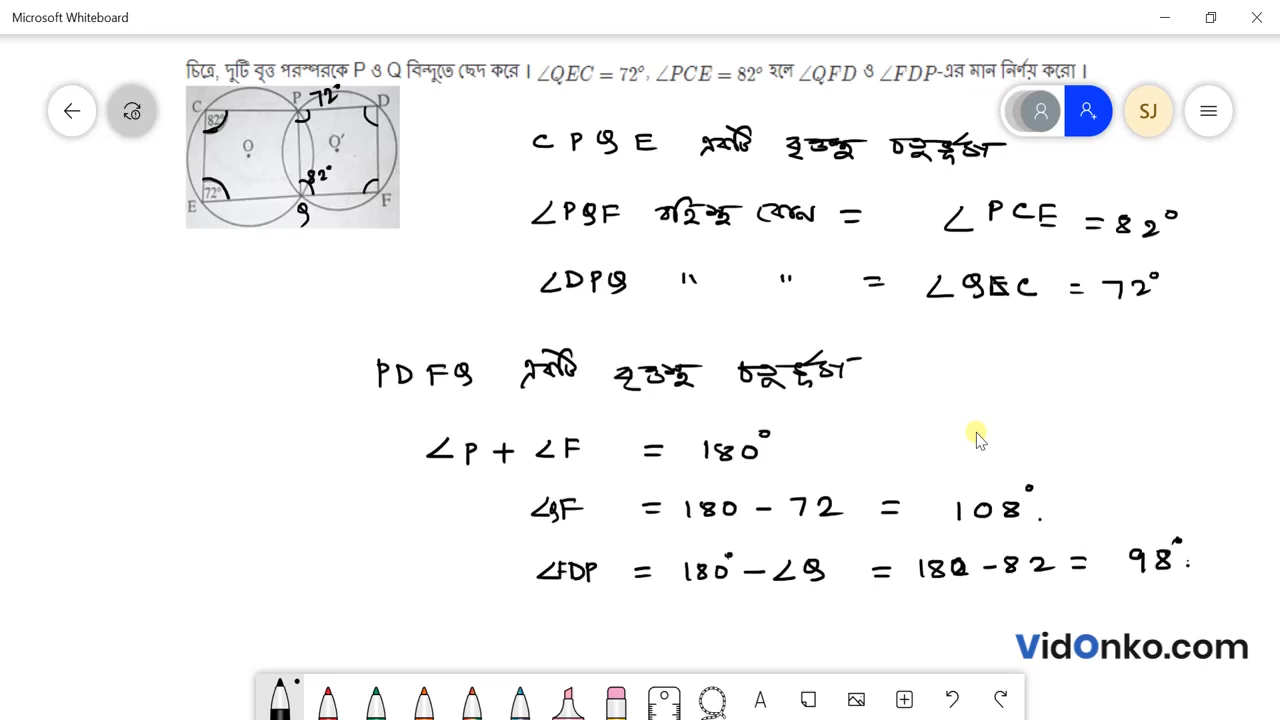 Microsoft Whiteboard
চিত্রে, দুটি বৃত্ত পরস্পরকে P ও Q বিন্দুতে ছেদ করে। ∠QEC = 72°, ∠PCE = 82° হলে ∠QFD ও ∠FDP-এর মান নির্ণয় করো।
C P 72° D
82°
O O′
82°
72°
E Q F
SJ
C P Q E একটি বৃত্তস্থ চতুর্ভুজ
∠PQF বহিস্থ কোন = ∠PCE = 82°
∠DPQ " " = ∠QEC = 72°
PDFQ একটি বৃত্তস্থ চতুর্ভুজ
∠P + ∠F = 180°
∠QF = 180 - 72 = 108°.
∠FDP = 180° - ∠Q = 180 - 82 = 98°.
VidOnko.com
A